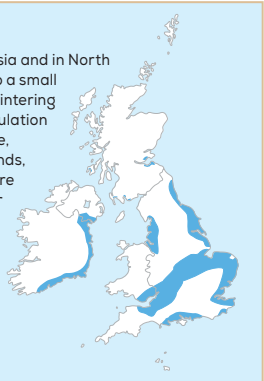 sia and in North
a small
intering
ulation
e,
nds,
re